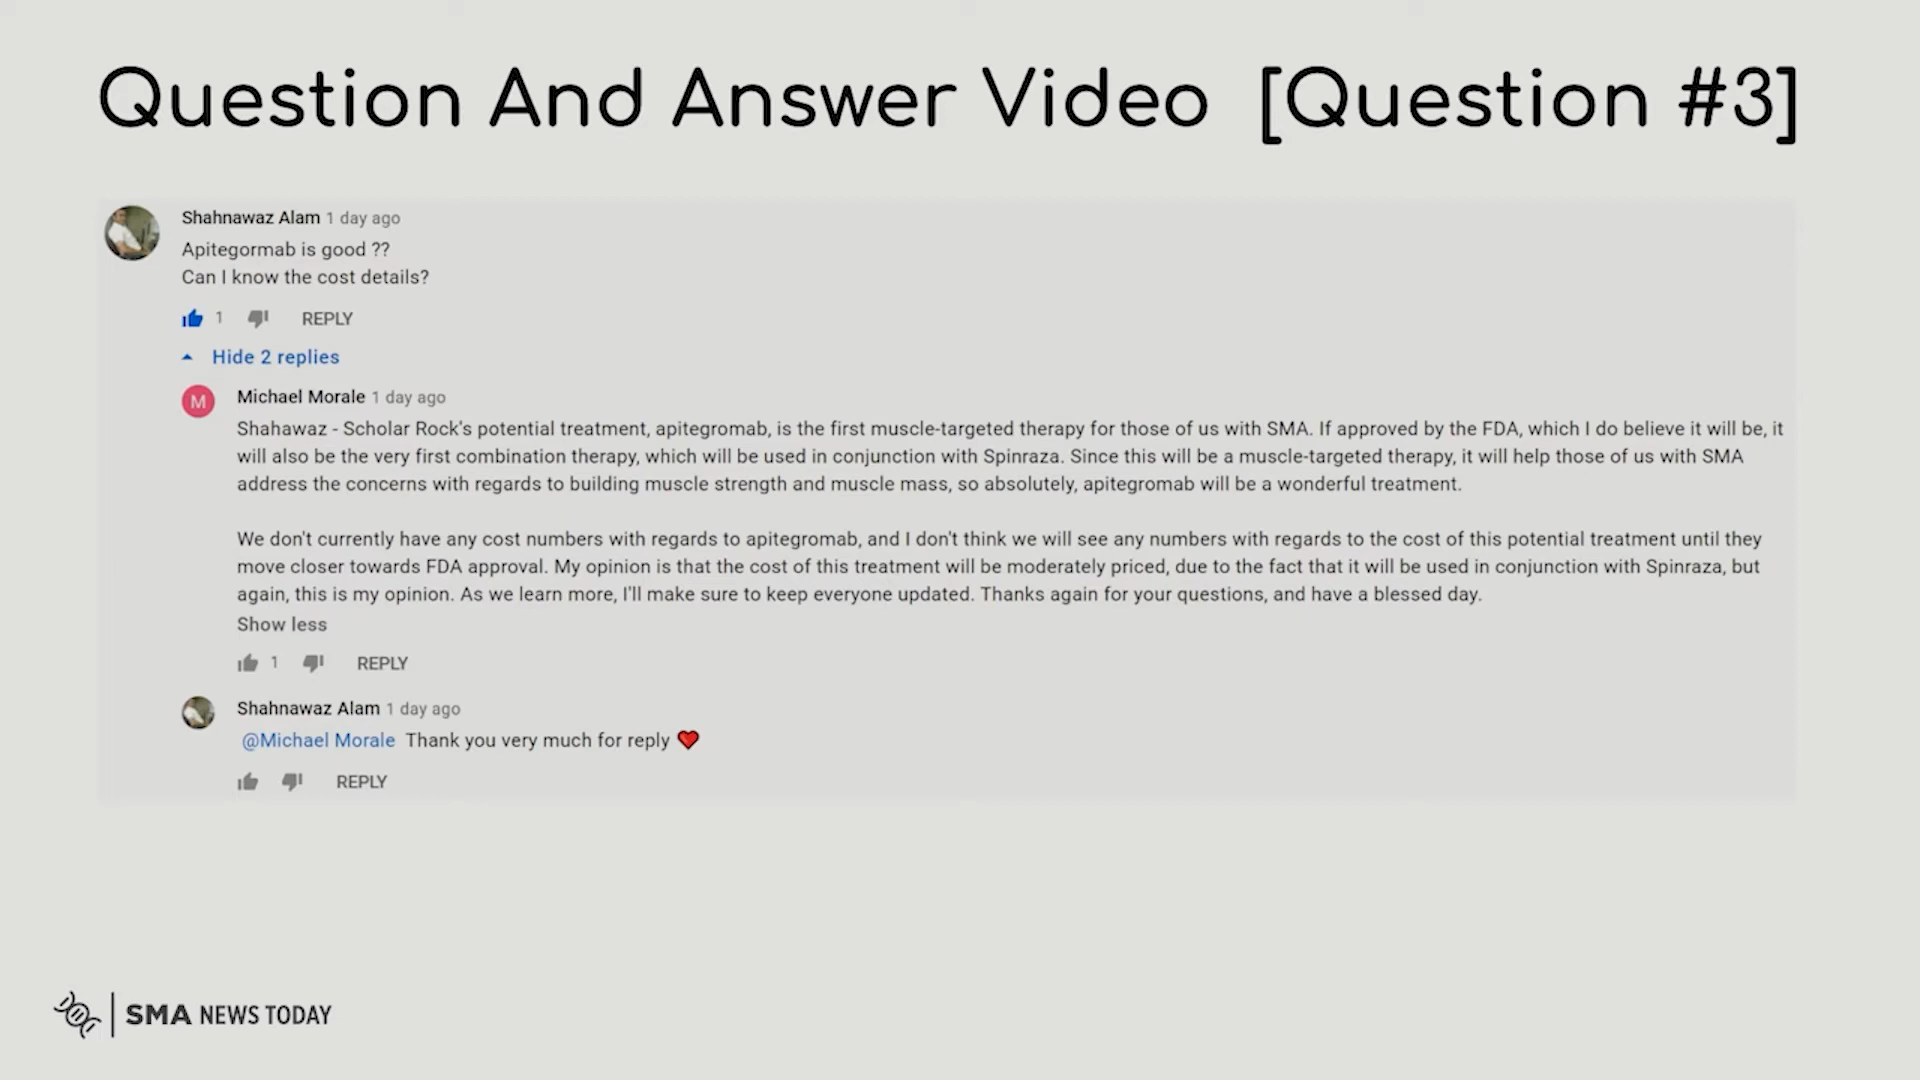 Question And Answer Video [Question #3]
Shahnawaz Alam 1 day ago
Apitegormab is good ??
Can I know the cost details?
1 REPLY
Hide 2 replies
M
Michael Morale 1 day ago
Shahawaz - Scholar Rock's potential treatment, apitegromab, is the first muscle-targeted therapy for those of us with SMA. If approved by the FDA, which I do believe it will be, it
will also be the very first combination therapy, which will be used in conjunction with Spinraza. Since this will be a muscle-targeted therapy, it will help those of us with SMA
address the concerns with regards to building muscle strength and muscle mass, so absolutely, apitegromab will be a wonderful treatment.
We don't currently have any cost numbers with regards to apitegromab, and I don't think we will see any numbers with regards to the cost of this potential treatment until they
move closer towards FDA approval. My opinion is that the cost of this treatment will be moderately priced, due to the fact that it will be used in conjunction with Spinraza, but
again, this is my opinion. As we learn more, I'll make sure to keep everyone updated. Thanks again for your questions, and have a blessed day.
Show less
1 REPLY
Shahnawaz Alam 1 day ago
@Michael Morale Thank you very much for reply ❤
REPLY
SMA NEWS TODAY